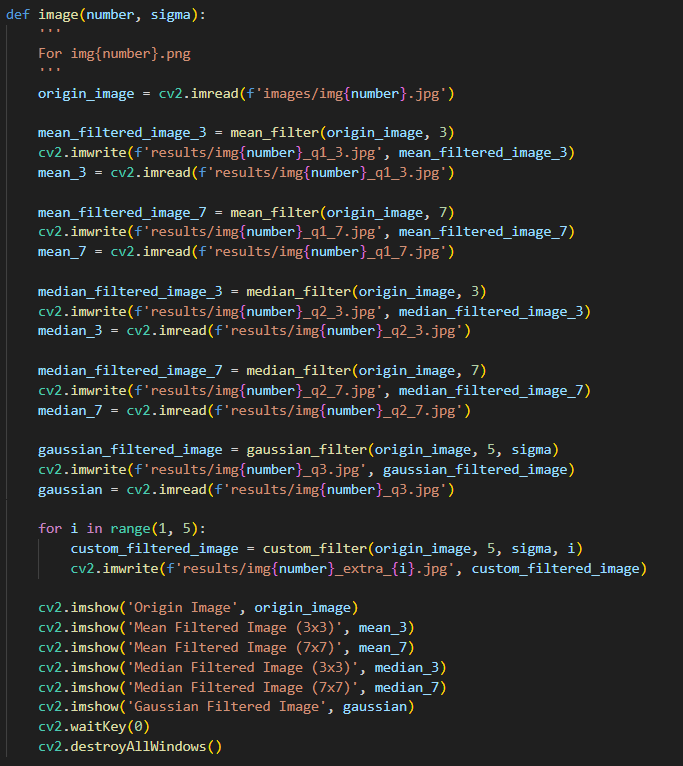 def image(number, sigma):
    '''
    For img{number}.png
    '''
    origin_image = cv2.imread(f'images/img{number}.jpg')

    mean_filtered_image_3 = mean_filter(origin_image, 3)
    cv2.imwrite(f'results/img{number}_q1_3.jpg', mean_filtered_image_3)
    mean_3 = cv2.imread(f'results/img{number}_q1_3.jpg')

    mean_filtered_image_7 = mean_filter(origin_image, 7)
    cv2.imwrite(f'results/img{number}_q1_7.jpg', mean_filtered_image_7)
    mean_7 = cv2.imread(f'results/img{number}_q1_7.jpg')

    median_filtered_image_3 = median_filter(origin_image, 3)
    cv2.imwrite(f'results/img{number}_q2_3.jpg', median_filtered_image_3)
    median_3 = cv2.imread(f'results/img{number}_q2_3.jpg')

    median_filtered_image_7 = median_filter(origin_image, 7)
    cv2.imwrite(f'results/img{number}_q2_7.jpg', median_filtered_image_7)
    median_7 = cv2.imread(f'results/img{number}_q2_7.jpg')

    gaussian_filtered_image = gaussian_filter(origin_image, 5, sigma)
    cv2.imwrite(f'results/img{number}_q3.jpg', gaussian_filtered_image)
    gaussian = cv2.imread(f'results/img{number}_q3.jpg')

    for i in range(1, 5):
        custom_filtered_image = custom_filter(origin_image, 5, sigma, i)
        cv2.imwrite(f'results/img{number}_extra_{i}.jpg', custom_filtered_image)

    cv2.imshow('Origin Image', origin_image)
    cv2.imshow('Mean Filtered Image (3x3)', mean_3)
    cv2.imshow('Mean Filtered Image (7x7)', mean_7)
    cv2.imshow('Median Filtered Image (3x3)', median_3)
    cv2.imshow('Median Filtered Image (7x7)', median_7)
    cv2.imshow('Gaussian Filtered Image', gaussian)
    cv2.waitKey(0)
    cv2.destroyAllWindows()